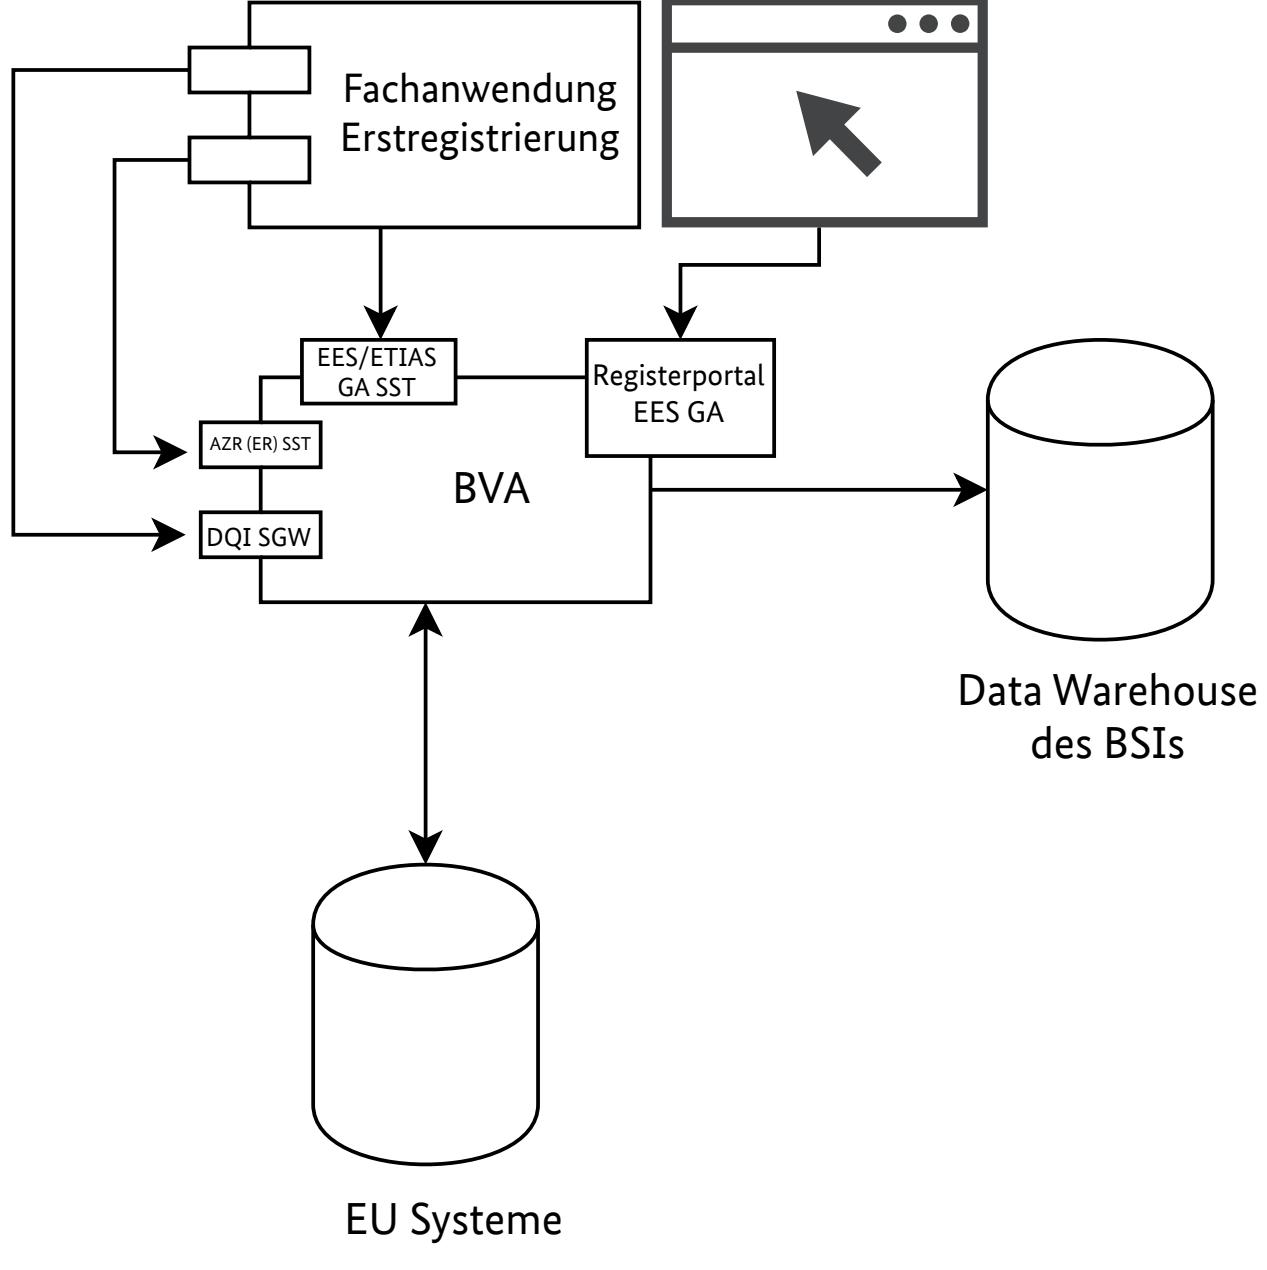 Fachanwendung
Erstregistrierung
EES/ETIAS
GA SST
Registerportal
EES GA
AZR (ER) SST
BVA
DQI SGW
Data Warehouse
des BSIs
EU Systeme